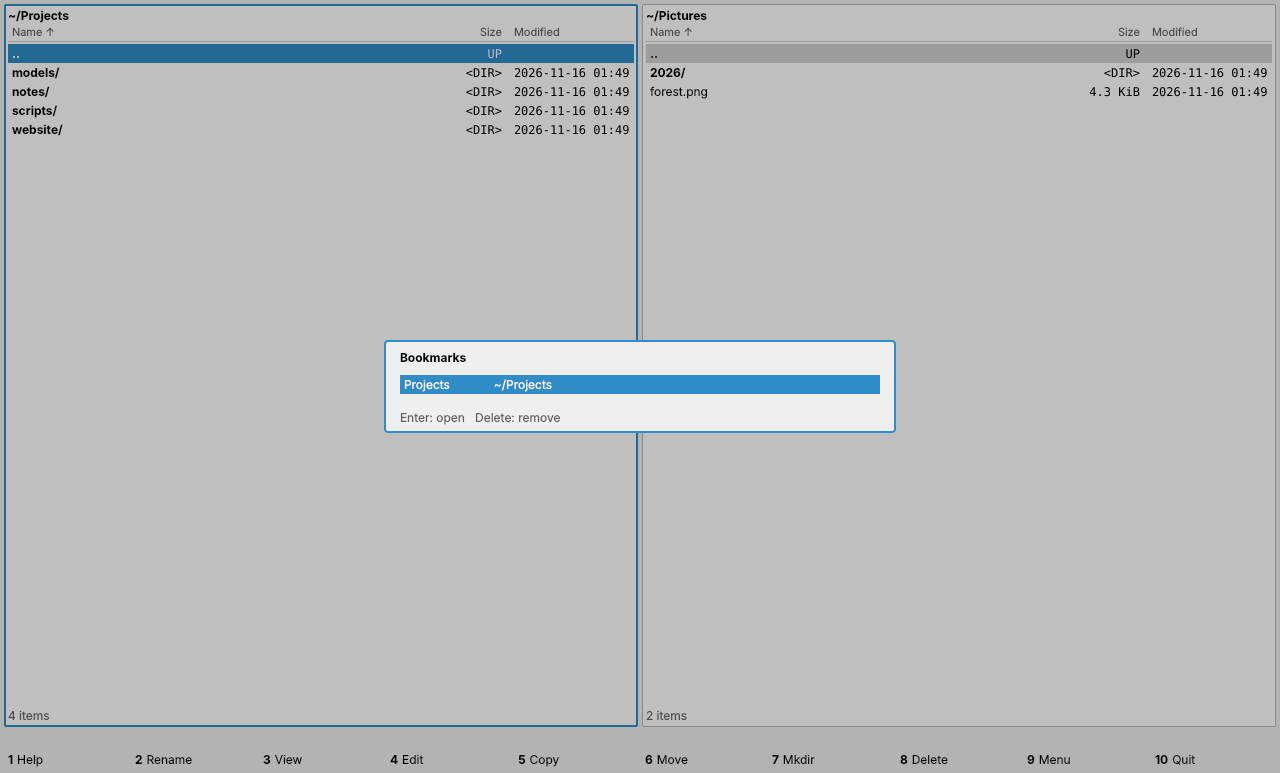 ~/Projects
Name ↑ Size Modified
.. UP
models/ <DIR> 2026-11-16 01:49
notes/ <DIR> 2026-11-16 01:49
scripts/ <DIR> 2026-11-16 01:49
website/ <DIR> 2026-11-16 01:49
4 items
~/Pictures
Name ↑ Size Modified
.. UP
2026/ <DIR> 2026-11-16 01:49
forest.png 4.3 KiB 2026-11-16 01:49
2 items
Bookmarks
Projects ~/Projects
Enter: open Delete: remove
1 Help 2 Rename 3 View 4 Edit 5 Copy 6 Move 7 Mkdir 8 Delete 9 Menu 10 Quit